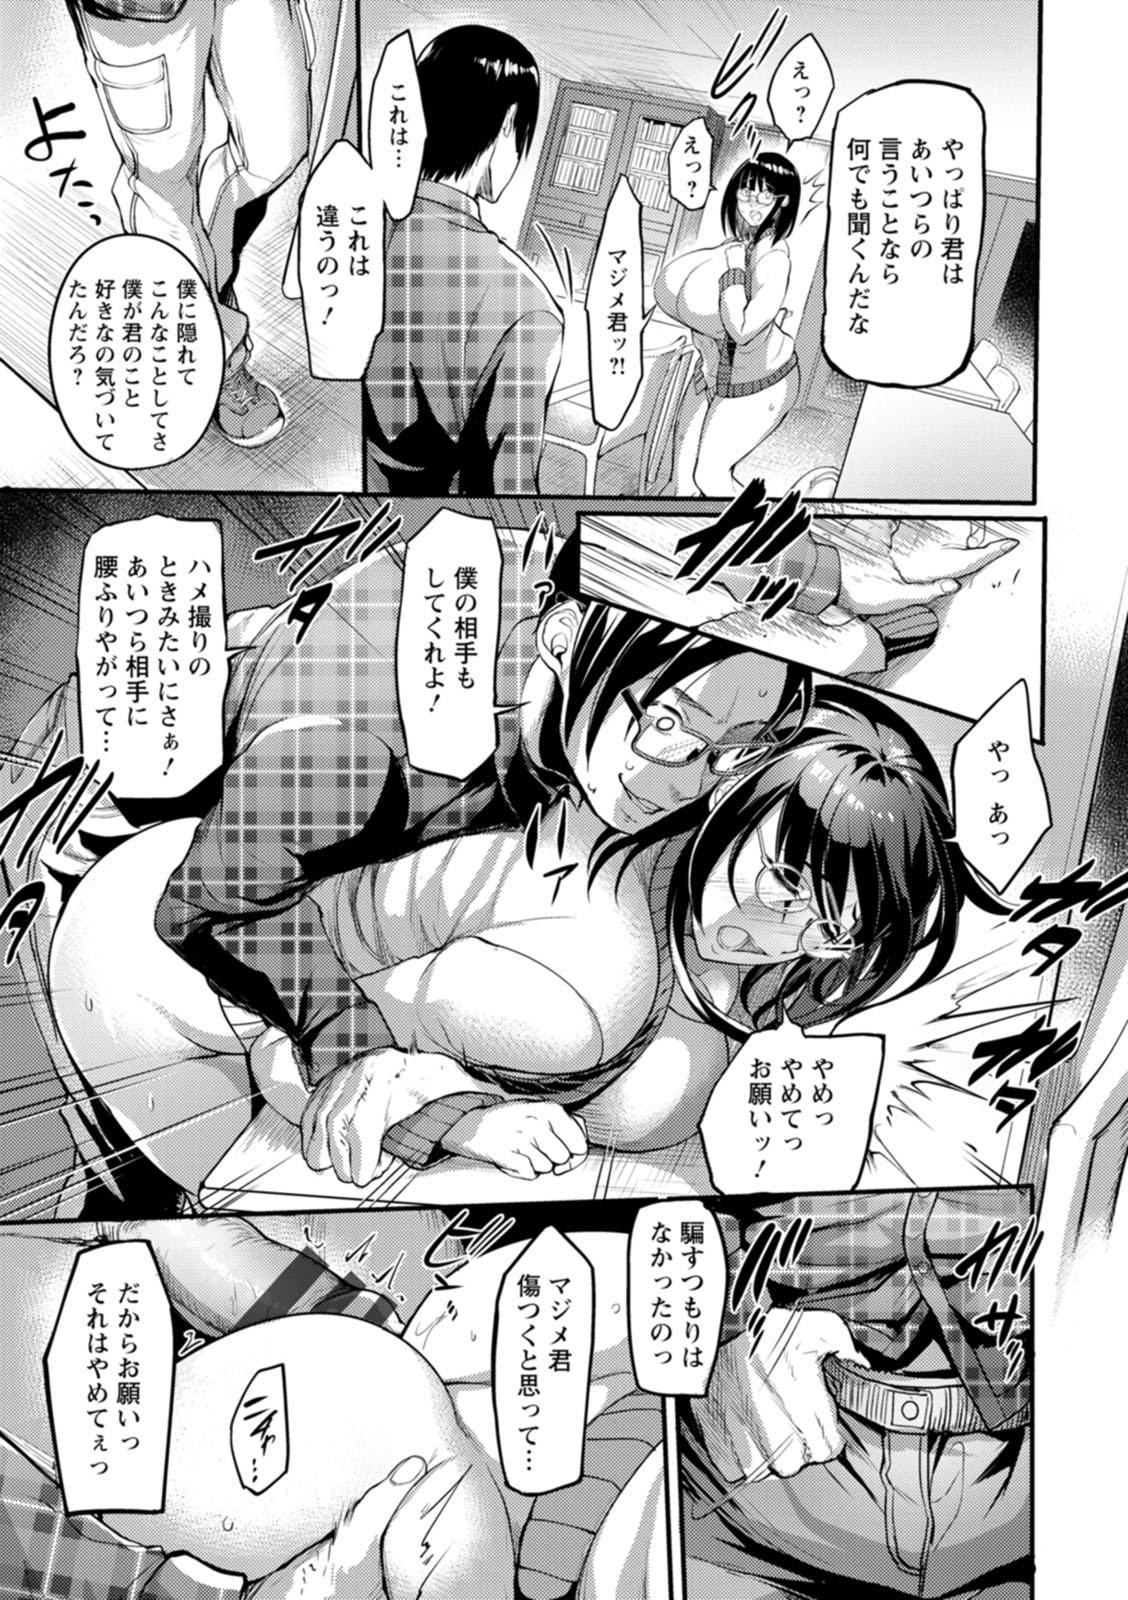 やっぱり君は
あいつらの
言うことなら
何でも聞くんだな
えっ?
えっ?
マジメ君ッ?!
これは…
これは
違うのっ!
よた…っ
僕に隠れて
こんなことしてさ
僕が君のこと
好きなの気づいて
たんだろ?
やっ あっ
ガタ
ガタ
僕の相手も
してくれよ!
ハメ撮りの
ときみたいにさぁ!
あいつら相手に
腰ふりやがって…
やめっ
やめてっ
お願いッ!
騙すつもりは
なかったのっ
マジメ君
傷つくと思って…
だからお願いっ
それはやめてぇっ